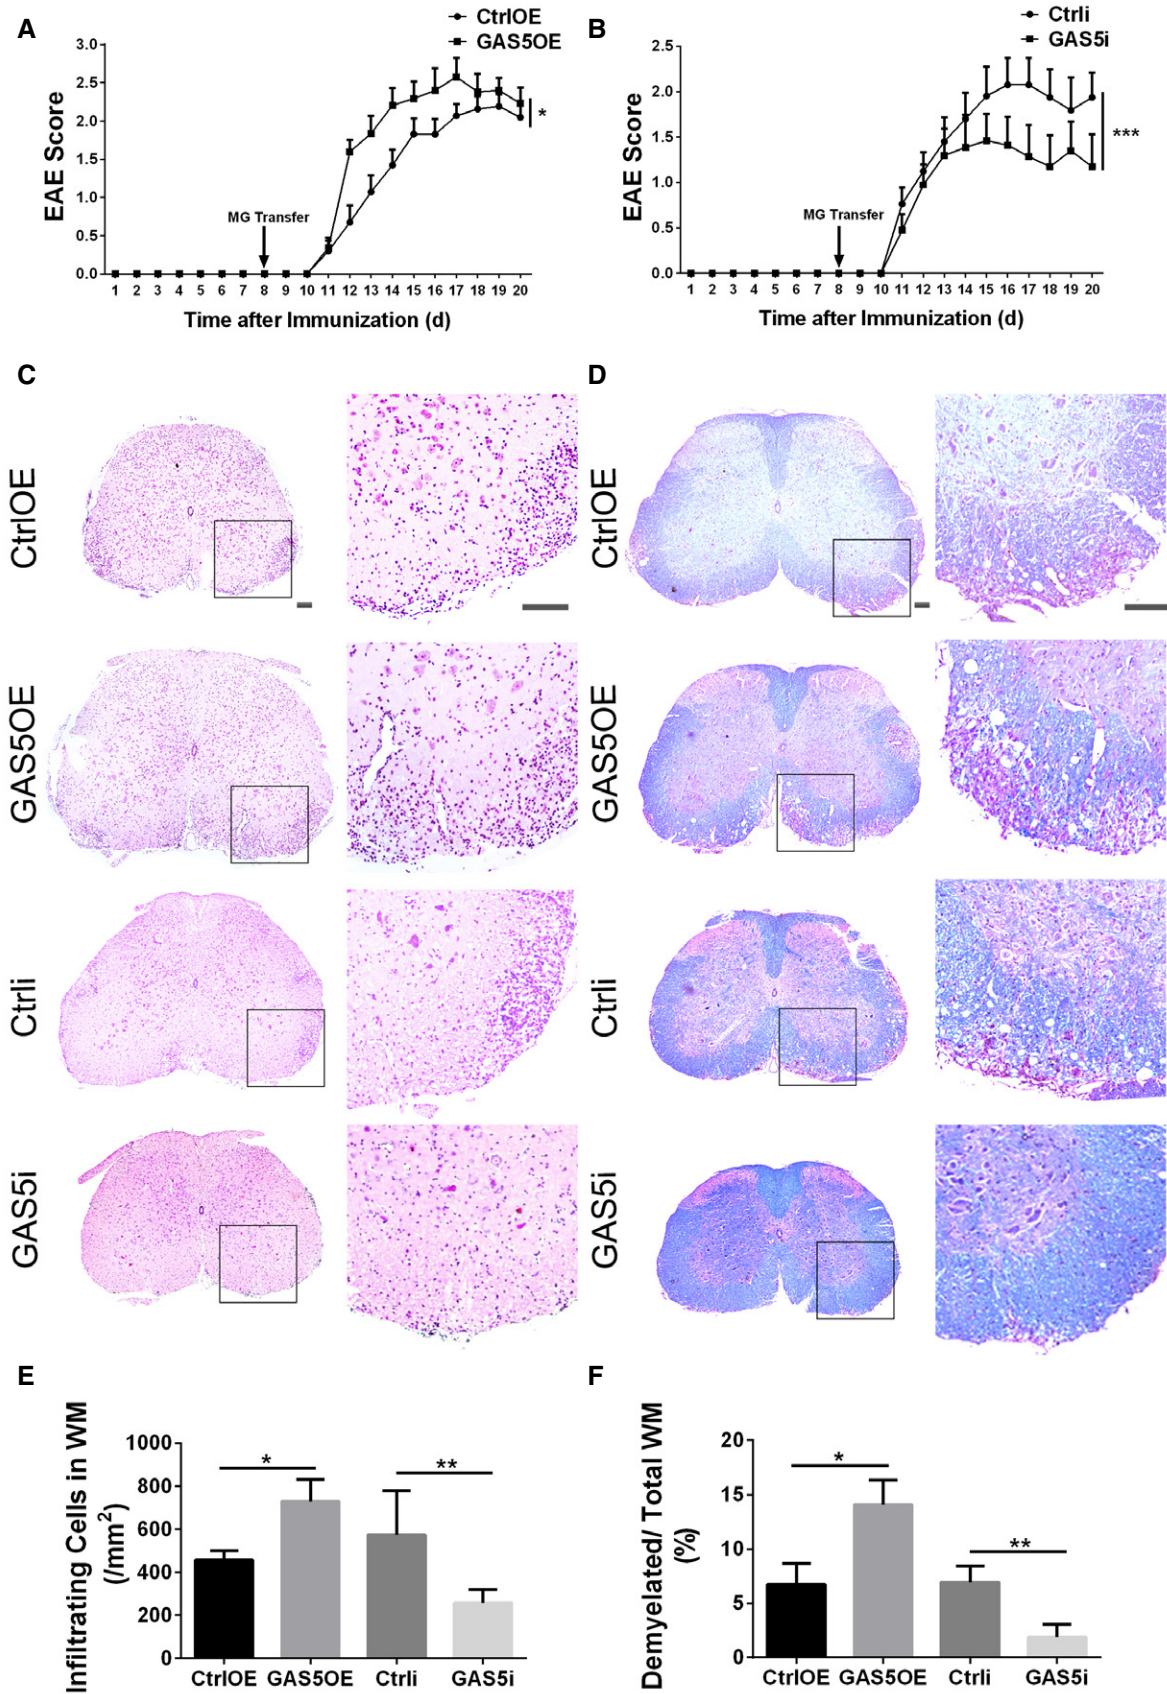 A
CtrlOE
GAS5OE
EAE Score
3.0
2.5
2.0
1.5
1.0
0.5
0.0
MG Transfer
*
1 2 3 4 5 6 7 8 9 10 11 12 13 14 15 16 17 18 19 20
Time after Immunization (d)
B
Ctrli
GAS5i
EAE Score
2.5
2.0
1.5
1.0
0.5
0.0
MG Transfer
***
1 2 3 4 5 6 7 8 9 10 11 12 13 14 15 16 17 18 19 20
Time after Immunization (d)
C
CtrlOE
GAS5OE
Ctrli
GAS5i
D
CtrlOE
GAS5OE
Ctrli
GAS5i
E
Infiltrating Cells in WM
(/mm²)
1000
800
600
400
200
0
*
**
CtrlOE GAS5OE Ctrli GAS5i
F
Demyelated/ Total WM
(%)
20
15
10
5
0
*
**
CtrlOE GAS5OE Ctrli GAS5i